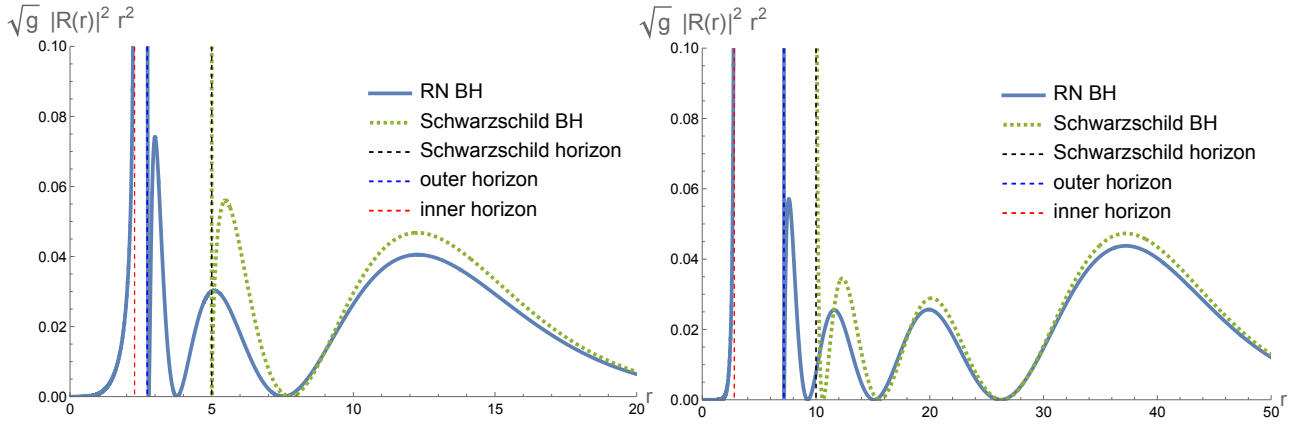 √g |R(r)|² r²
0.10
0.08
0.06
0.04
0.02
0.00
RN BH
Schwarzschild BH
Schwarzschild horizon
outer horizon
inner horizon
0 5 10 15 20
r
√g |R(r)|² r²
0.10
0.08
0.06
0.04
0.02
0.00
RN BH
Schwarzschild BH
Schwarzschild horizon
outer horizon
inner horizon
0 10 20 30 40 50
r